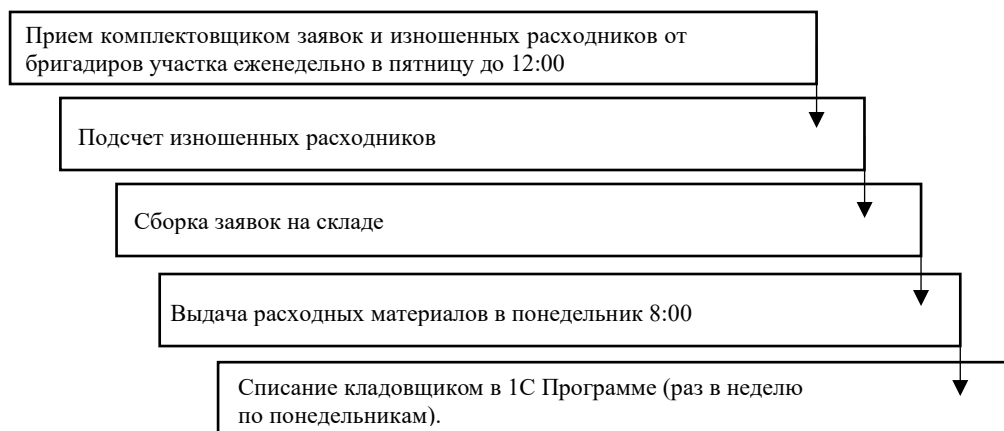 Прием комплектовщиком заявок и изношенных расходников от
бригадиров участка еженедельно в пятницу до 12:00
Подсчет изношенных расходников
Сборка заявок на складе
Выдача расходных материалов в понедельник 8:00
Списание кладовщиком в 1С Программе (раз в неделю
по понедельникам).